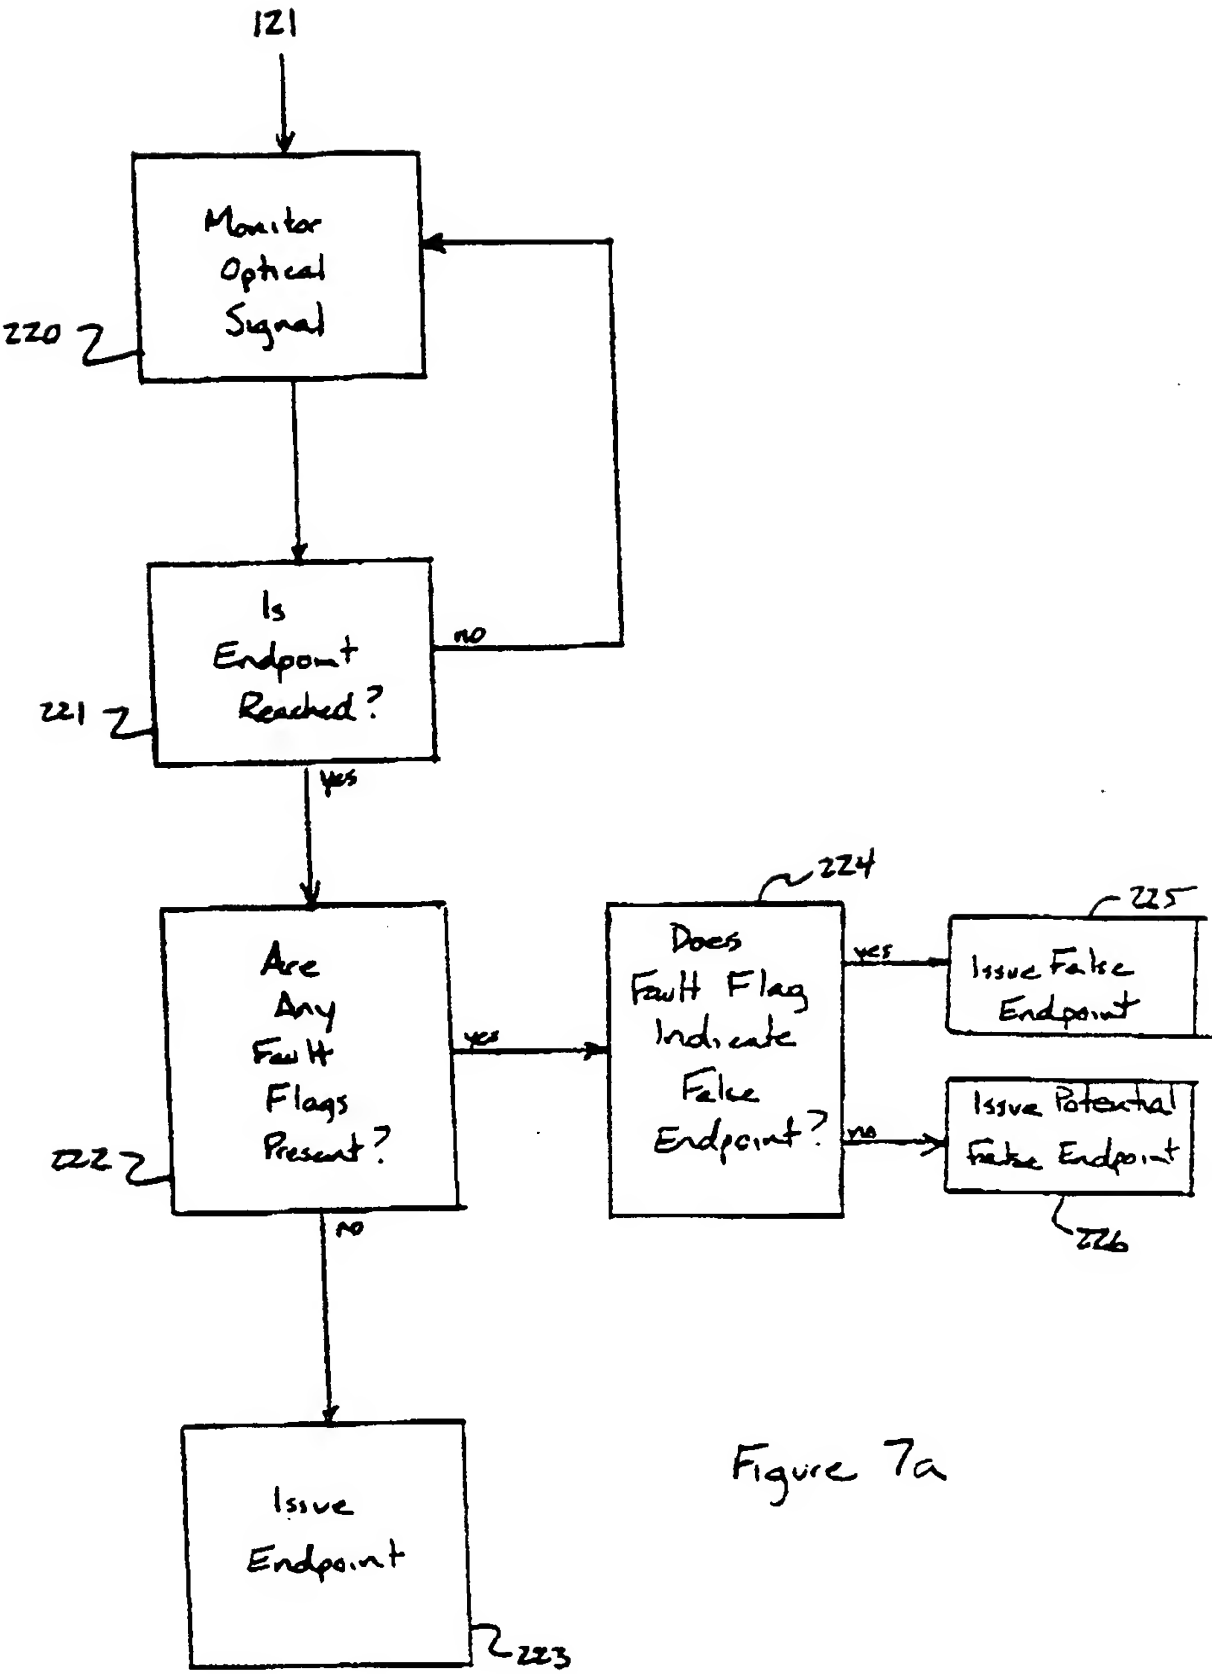 121
Monitor
Optical
Signal
220
Is
Endpoint
Reached?
no
221
yes
Are
Any
Fault
Flags
Present?
222
yes
no
224
Does
Fault Flag
Indicate
False
Endpoint?
yes
no
225
Issue False
Endpoint
Issue Potential
False Endpoint
226
Issue
Endpoint
223
Figure 7a